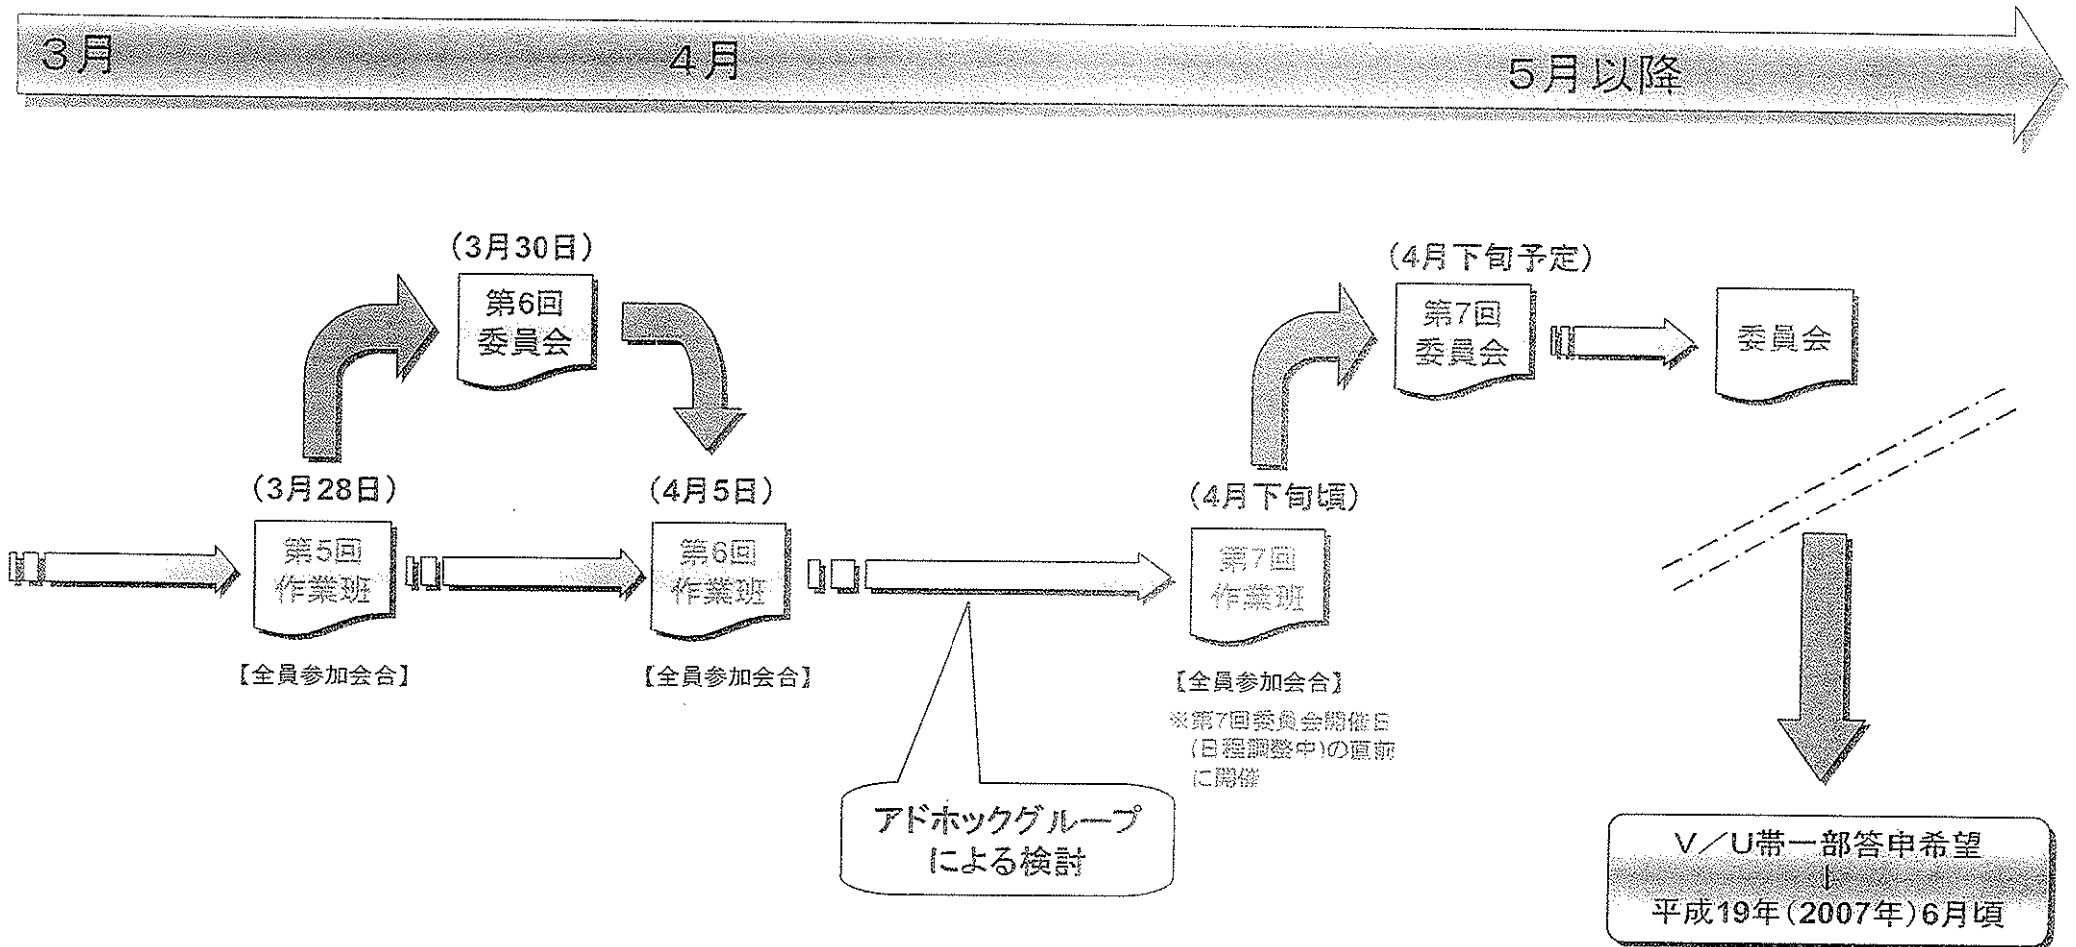 3月
4月
5月以降
(3月30日)
第6回
委員会
(4月下旬予定)
第7回
委員会
委員会
(3月28日)
第5回
作業班
【全員参加会合】
(4月5日)
第6回
作業班
【全員参加会合】
(4月下旬頃)
第7回
作業班
【全員参加会合】
※第7回委員会開催日
(日程調整中)の直前
に開催
アドホックグループ
による検討
V/U帯一部答申希望
平成19年(2007年)6月頃